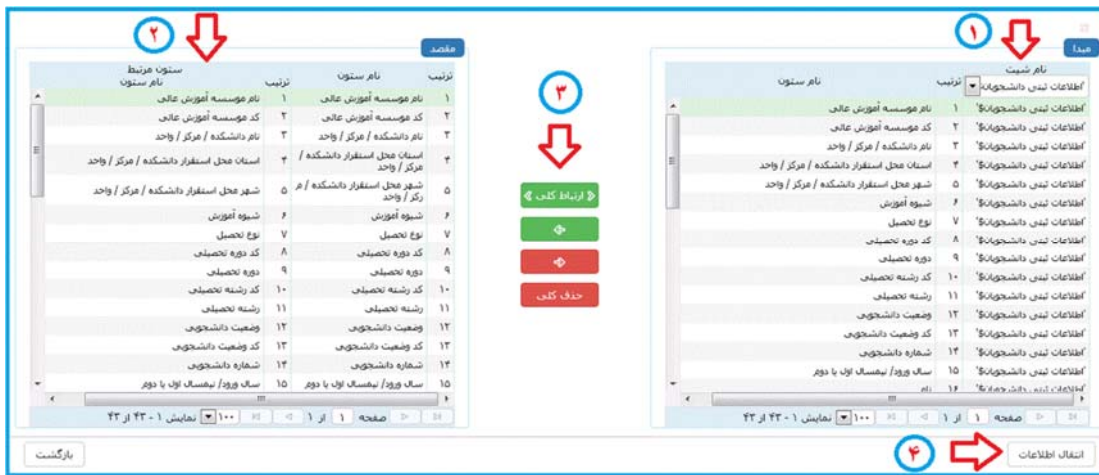 ۱
مبدا
نام شیت
ترتیب نام ستون
'اطلاعات ثبتی دانشجویان$'
'اطلاعات ثبتی دانشجویان$' ۱ نام موسسه آموزش عالی
'اطلاعات ثبتی دانشجویان$' ۲ کد موسسه آموزش عالی
'اطلاعات ثبتی دانشجویان$' ۳ نام دانشکده / مرکز / واحد
'اطلاعات ثبتی دانشجویان$' ۴ استان محل استقرار دانشکده / مرکز / واحد
'اطلاعات ثبتی دانشجویان$' ۵ شهر محل استقرار دانشکده / مرکز / واحد
'اطلاعات ثبتی دانشجویان$' ۶ شیوه آموزش
'اطلاعات ثبتی دانشجویان$' ۷ نوع تحصیل
'اطلاعات ثبتی دانشجویان$' ۸ کد دوره تحصیلی
'اطلاعات ثبتی دانشجویان$' ۹ دوره تحصیلی
'اطلاعات ثبتی دانشجویان$' ۱۰ کد رشته تحصیلی
'اطلاعات ثبتی دانشجویان$' ۱۱ رشته تحصیلی
'اطلاعات ثبتی دانشجویان$' ۱۲ وضعیت دانشجویی
'اطلاعات ثبتی دانشجویان$' ۱۳ کد وضعیت دانشجویی
'اطلاعات ثبتی دانشجویان$' ۱۴ شماره دانشجویی
'اطلاعات ثبتی دانشجویان$' ۱۵ سال ورود/ نیمسال اول یا دوم
'اطلاعات ثبتی دانشجویان$' ۱۶
صفحه ۱ از ۱ ۱۰۰ نمایش ۱ - ۴۳ از ۴۳
۳
« ارتباط کلی »
حذف کلی
۲
مقصد
ترتیب نام ستون ترتیب ستون مرتبط
نام ستون
۱ نام موسسه آموزش عالی ۱ نام موسسه آموزش عالی
۲ کد موسسه آموزش عالی ۲ کد موسسه آموزش عالی
۳ نام دانشکده / مرکز / واحد ۳ نام دانشکده / مرکز / واحد
۴ استان محل استقرار دانشکده / مرکز / واحد ۴ استان محل استقرار دانشکده / مرکز / واحد
۵ شهر محل استقرار دانشکده / م
رکز / واحد ۵ شهر محل استقرار دانشکده / مرکز / واحد
۶ شیوه آموزش ۶ شیوه آموزش
۷ نوع تحصیل ۷ نوع تحصیل
۸ کد دوره تحصیلی ۸ کد دوره تحصیلی
۹ دوره تحصیلی ۹ دوره تحصیلی
۱۰ کد رشته تحصیلی ۱۰ کد رشته تحصیلی
۱۱ رشته تحصیلی ۱۱ رشته تحصیلی
۱۲ وضعیت دانشجویی ۱۲ وضعیت دانشجویی
۱۳ کد وضعیت دانشجویی ۱۳ کد وضعیت دانشجویی
۱۴ شماره دانشجویی ۱۴ شماره دانشجویی
۱۵ سال ورود/ نیمسال اول یا دوم ۱۵ سال ورود/ نیمسال اول یا دوم
صفحه ۱ از ۱ ۱۰۰ نمایش ۱ - ۴۳ از ۴۳
انتقال اطلاعات
۴
بازگشت